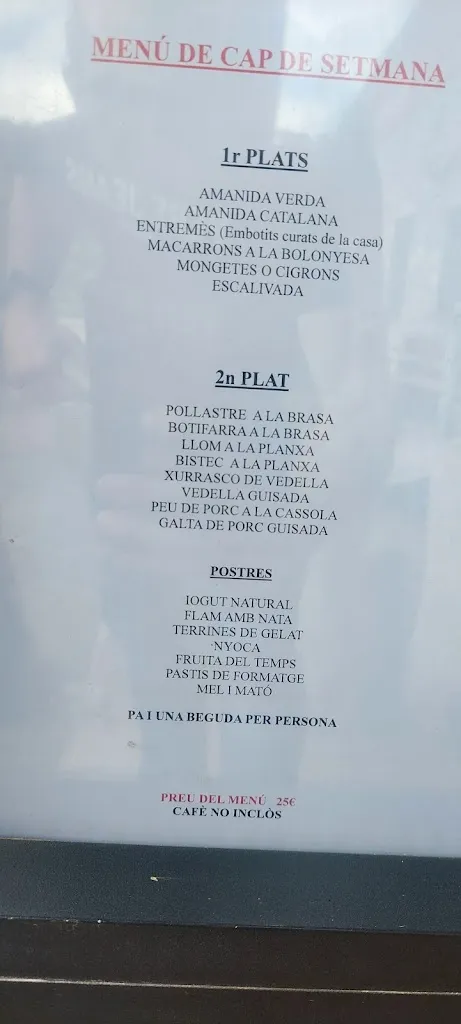 MENÚ DE CAP DE SETMANA
1r PLATS
AMANIDA VERDA
AMANIDA CATALANA
ENTREMÈS (Embotits curats de la casa)
MACARRONS A LA BOLONYESA
MONGETES O CIGRONS
ESCALIVADA
2n PLAT
POLLASTRE A LA BRASA
BOTIFARRA A LA BRASA
LLOM A LA PLANXA
BISTEC A LA PLANXA
XURRASCO DE VEDELLA
VEDELLA GUISADA
PEU DE PORC A LA CASSOLA
GALTA DE PORC GUISADA
POSTRES
IOGUT NATURAL
FLAM AMB NATA
TERRINES DE GELAT
NYOCA
FRUITA DEL TEMPS
PASTIS DE FORMATGE
MEL I MATÓ
PA I UNA BEGUDA PER PERSONA
PREU DEL MENÚ 25€
CAFÈ NO INCLÒS